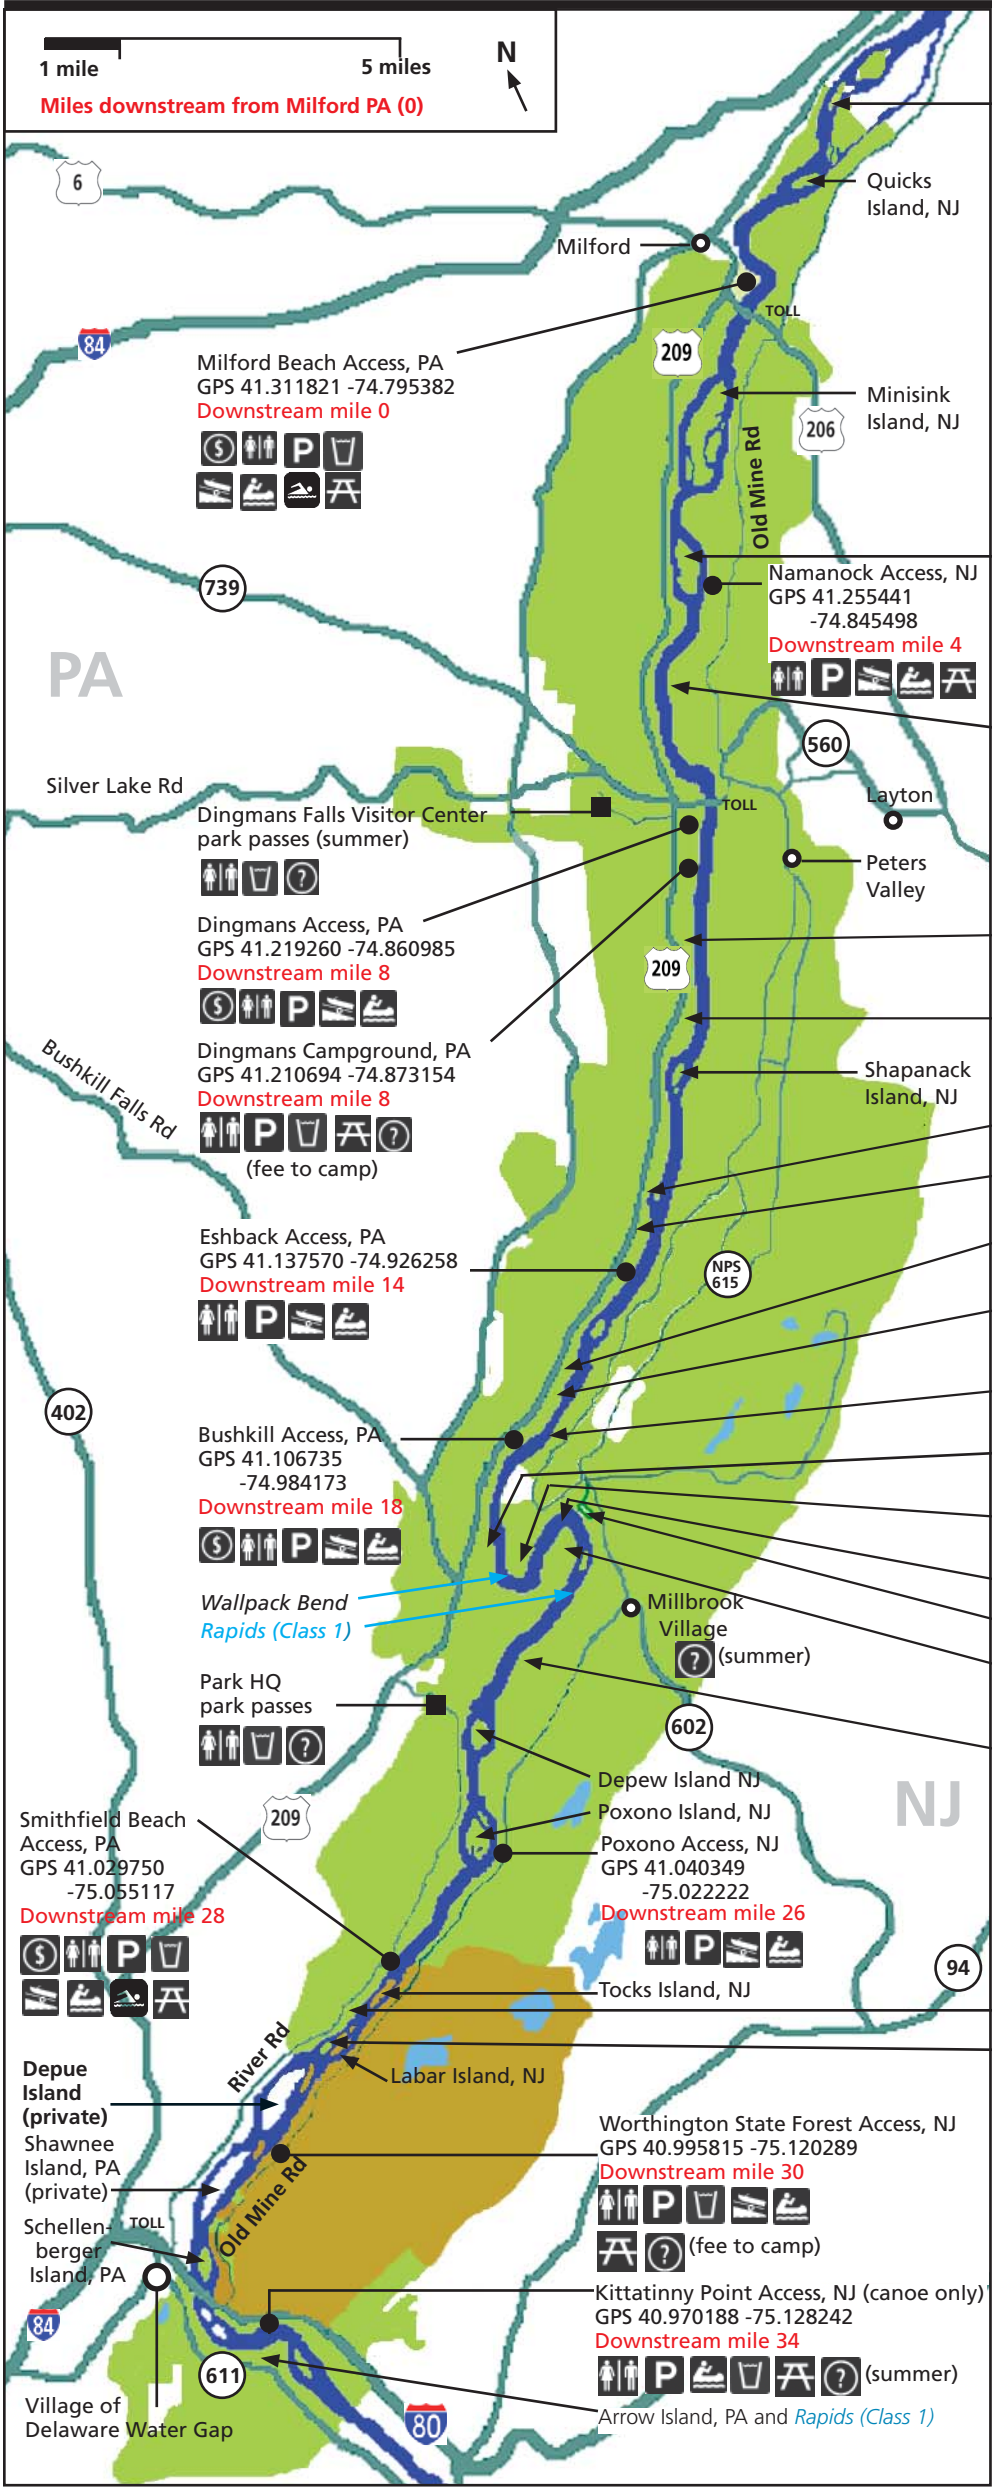 1 mile
5 miles
Miles downstream from Milford PA (0)
N
6
Quicks
Island, NJ
Milford
TOLL
84
209
Milford Beach Access, PA
GPS 41.311821 -74.795382
Downstream mile 0
$ P
Minisink
Island, NJ
206
Old Mine Rd
739
Namanock Access, NJ
GPS 41.255441
-74.845498
Downstream mile 4
P
PA
560
Silver Lake Rd
Layton
TOLL
Dingmans Falls Visitor Center
park passes (summer)
?
Peters
Valley
Dingmans Access, PA
GPS 41.219260 -74.860985
Downstream mile 8
$ P
209
Dingmans Campground, PA
GPS 41.210694 -74.873154
Downstream mile 8
P ?
(fee to camp)
Bushkill Falls Rd
Shapanack
Island, NJ
Eshback Access, PA
GPS 41.137570 -74.926258
Downstream mile 14
P
NPS
615
402
Bushkill Access, PA
GPS 41.106735
-74.984173
Downstream mile 18
$ P
Wallpack Bend
Rapids (Class 1)
Millbrook
Village
? (summer)
Park HQ
park passes
?
602
Depew Island NJ
NJ
Poxono Island, NJ
209
Smithfield Beach
Access, PA
GPS 41.029750
-75.055117
Downstream mile 28
$ P
Poxono Access, NJ
GPS 41.040349
-75.022222
Downstream mile 26
P
94
Tocks Island, NJ
River Rd
Labar Island, NJ
Depue
Island
(private)
Shawnee
Island, PA
(private)
Worthington State Forest Access, NJ
GPS 40.995815 -75.120289
Downstream mile 30
P
? (fee to camp)
Old Mine Rd
TOLL
Schellen-
berger
Island, PA
Kittatinny Point Access, NJ (canoe only)
GPS 40.970188 -75.128242
Downstream mile 34
P ? (summer)
84
611
Village of
Delaware Water Gap
80
Arrow Island, PA and Rapids (Class 1)